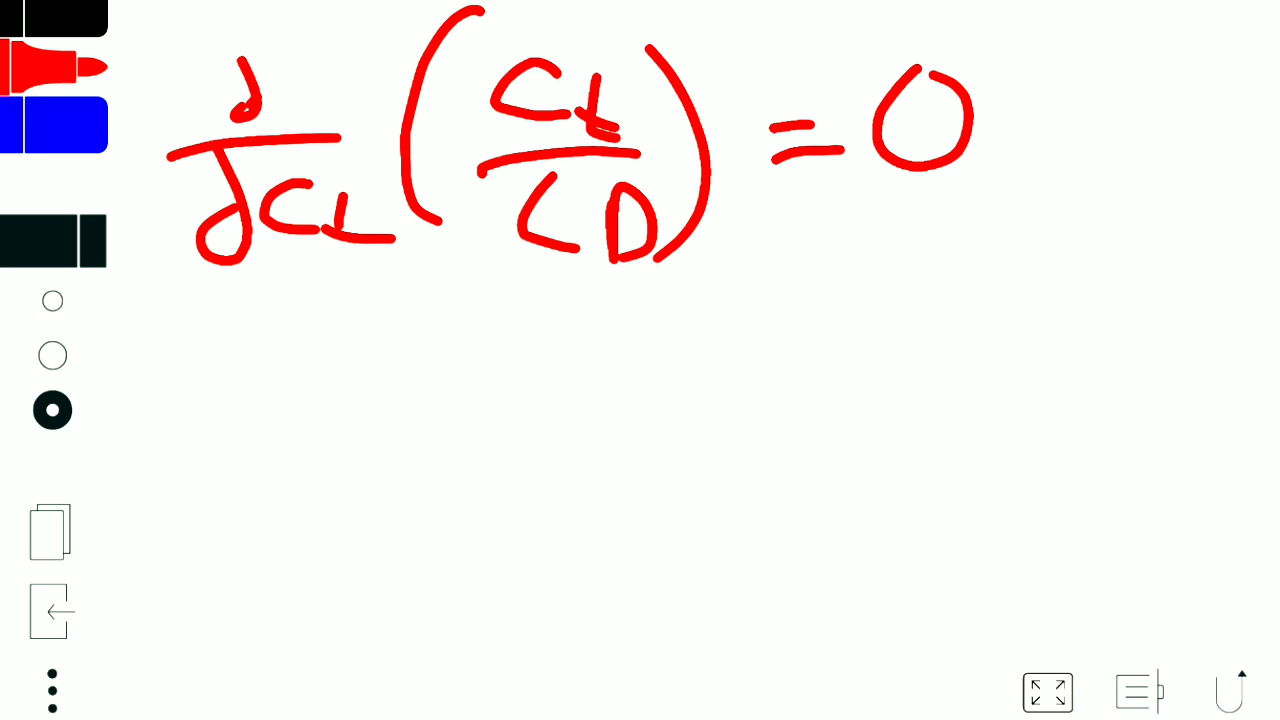 ∂/∂CL (CL/CD) = 0